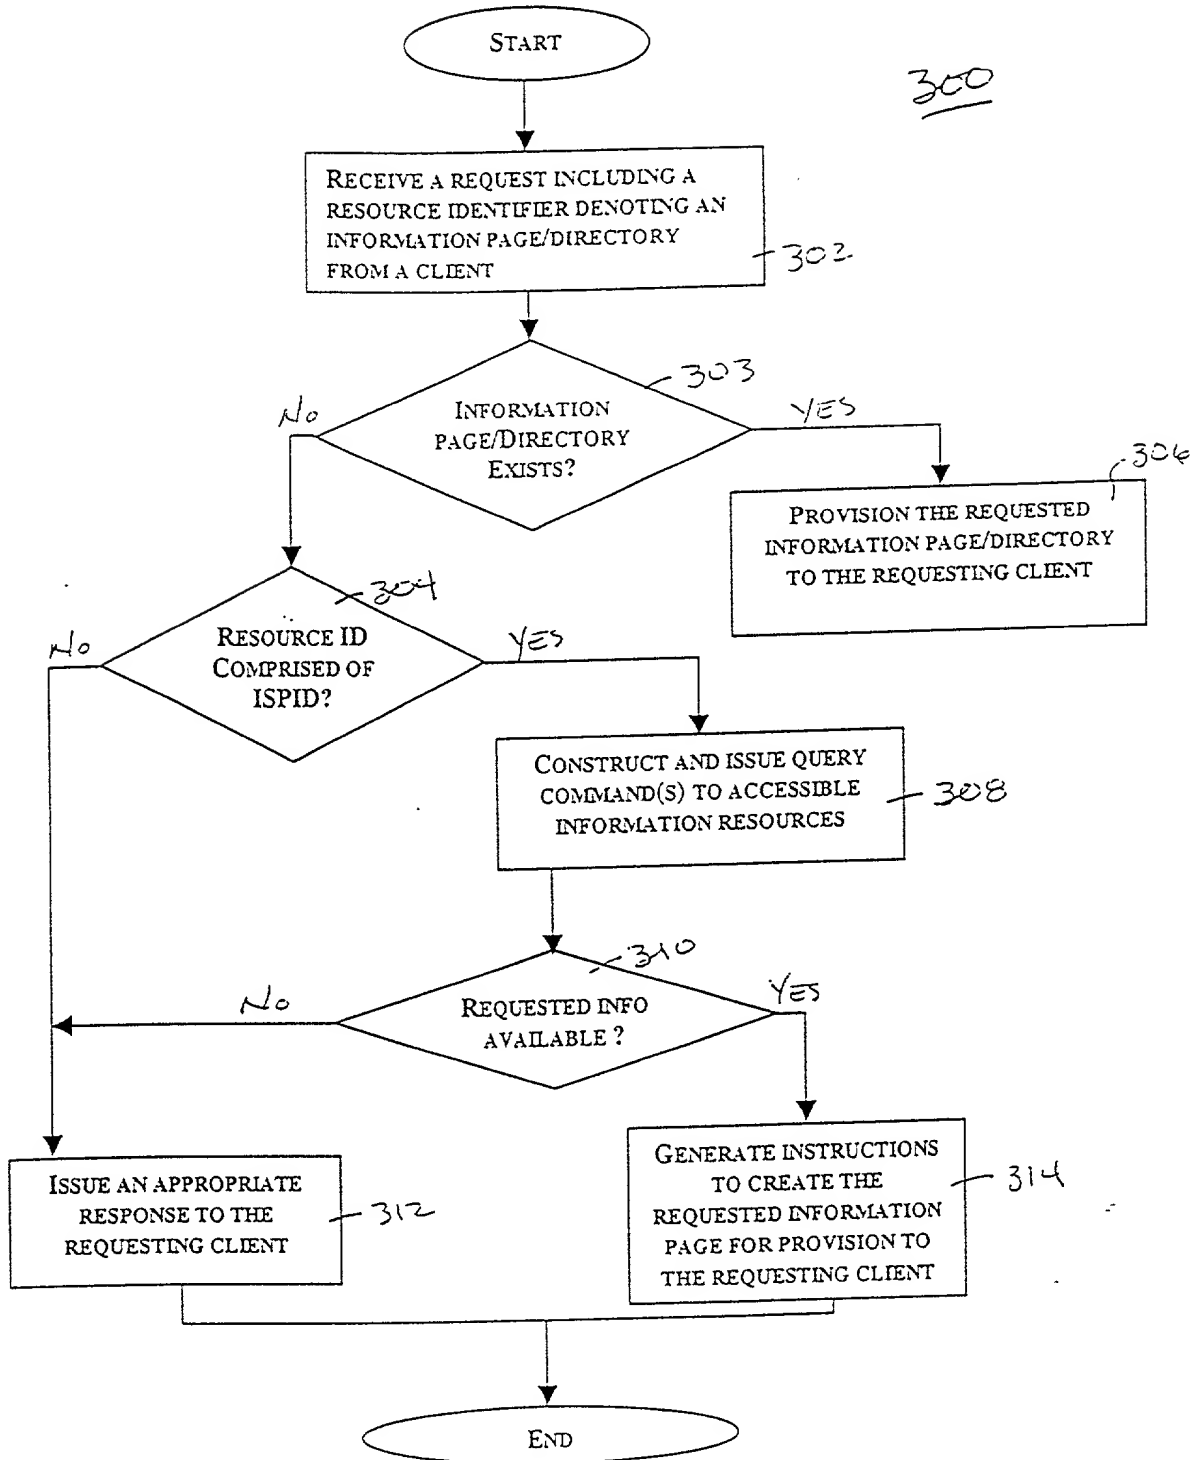 START
300
RECEIVE A REQUEST INCLUDING A
RESOURCE IDENTIFIER DENOTING AN
INFORMATION PAGE/DIRECTORY
FROM A CLIENT
302
303
INFORMATION
PAGE/DIRECTORY
EXISTS?
No
YES
306
PROVISION THE REQUESTED
INFORMATION PAGE/DIRECTORY
TO THE REQUESTING CLIENT
304
RESOURCE ID
COMPRISED OF
ISPID?
No
YES
CONSTRUCT AND ISSUE QUERY
COMMAND(S) TO ACCESSIBLE
INFORMATION RESOURCES
308
310
REQUESTED INFO
AVAILABLE ?
No
YES
ISSUE AN APPROPRIATE
RESPONSE TO THE
REQUESTING CLIENT
312
GENERATE INSTRUCTIONS
TO CREATE THE
REQUESTED INFORMATION
PAGE FOR PROVISION TO
THE REQUESTING CLIENT
314
END